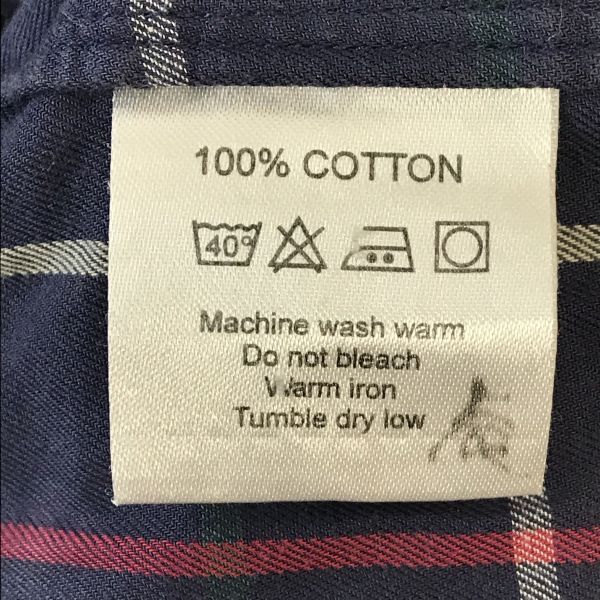 100% COTTON
40°
Machine wash warm
Do not bleach
Warm iron
Tumble dry low